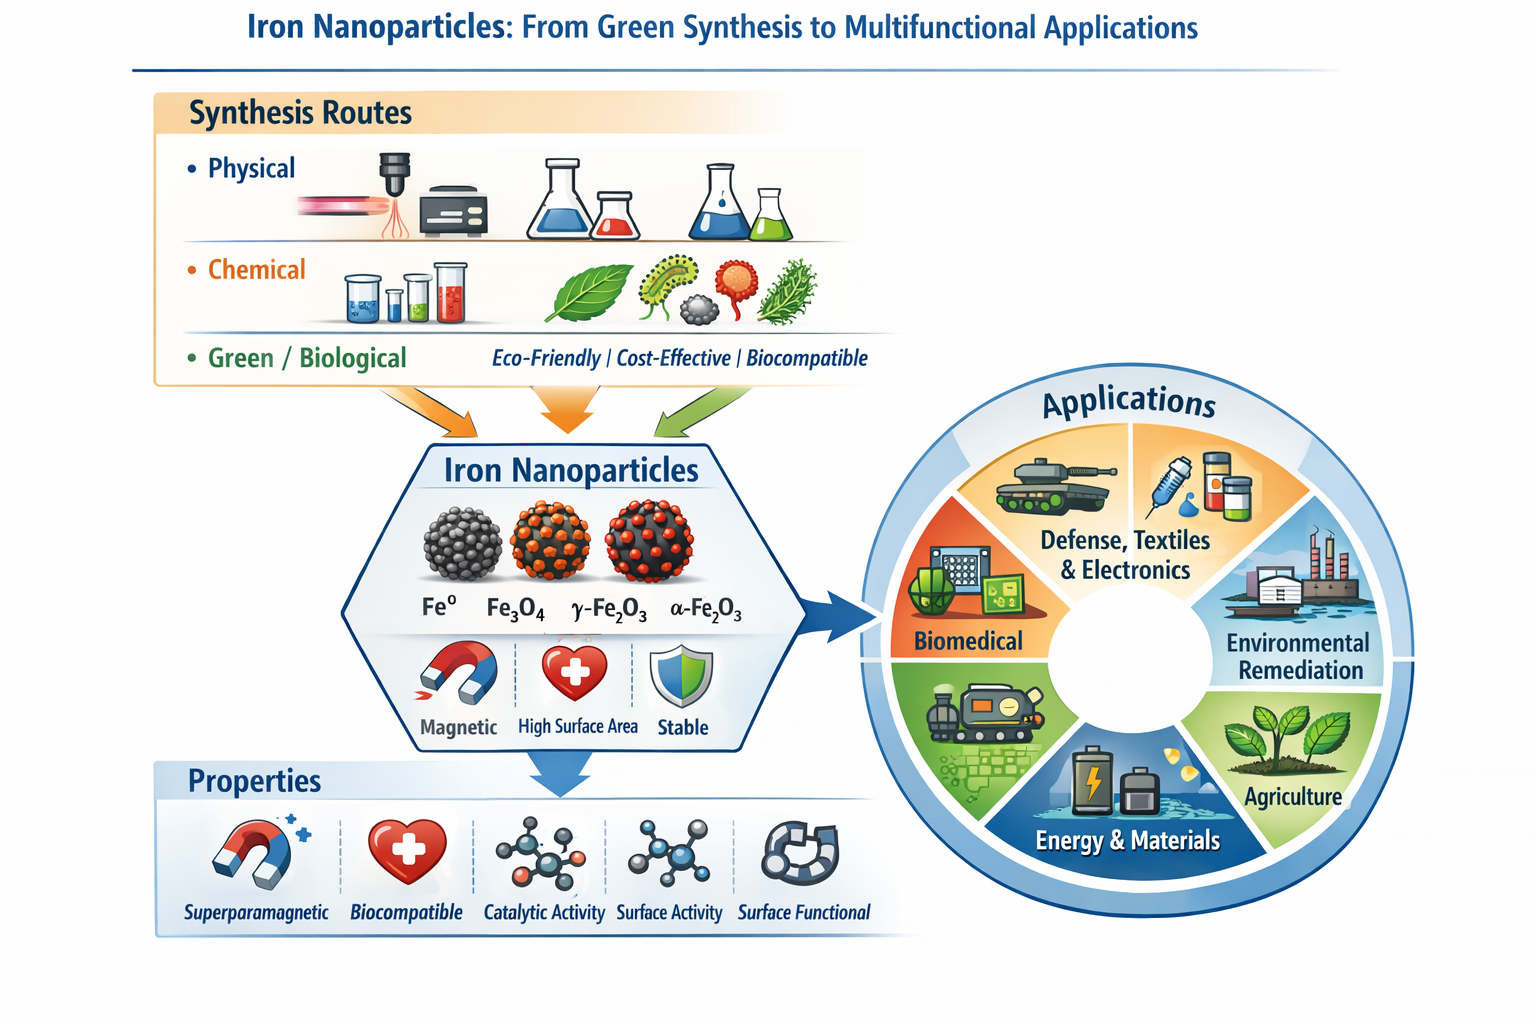 Iron Nanoparticles: From Green Synthesis to Multifunctional Applications
Synthesis Routes
• Physical
• Chemical
• Green / Biological
Eco-Friendly | Cost-Effective | Biocompatible
Iron Nanoparticles
Fe⁰ Fe₃O₄ γ-Fe₂O₃ α-Fe₂O₃
Magnetic High Surface Area Stable
Properties
Superparamagnetic Biocompatible Catalytic Activity Surface Activity Surface Functional
Applications
Defense, Textiles
& Electronics
Biomedical
Environmental
Remediation
Agriculture
Energy & Materials